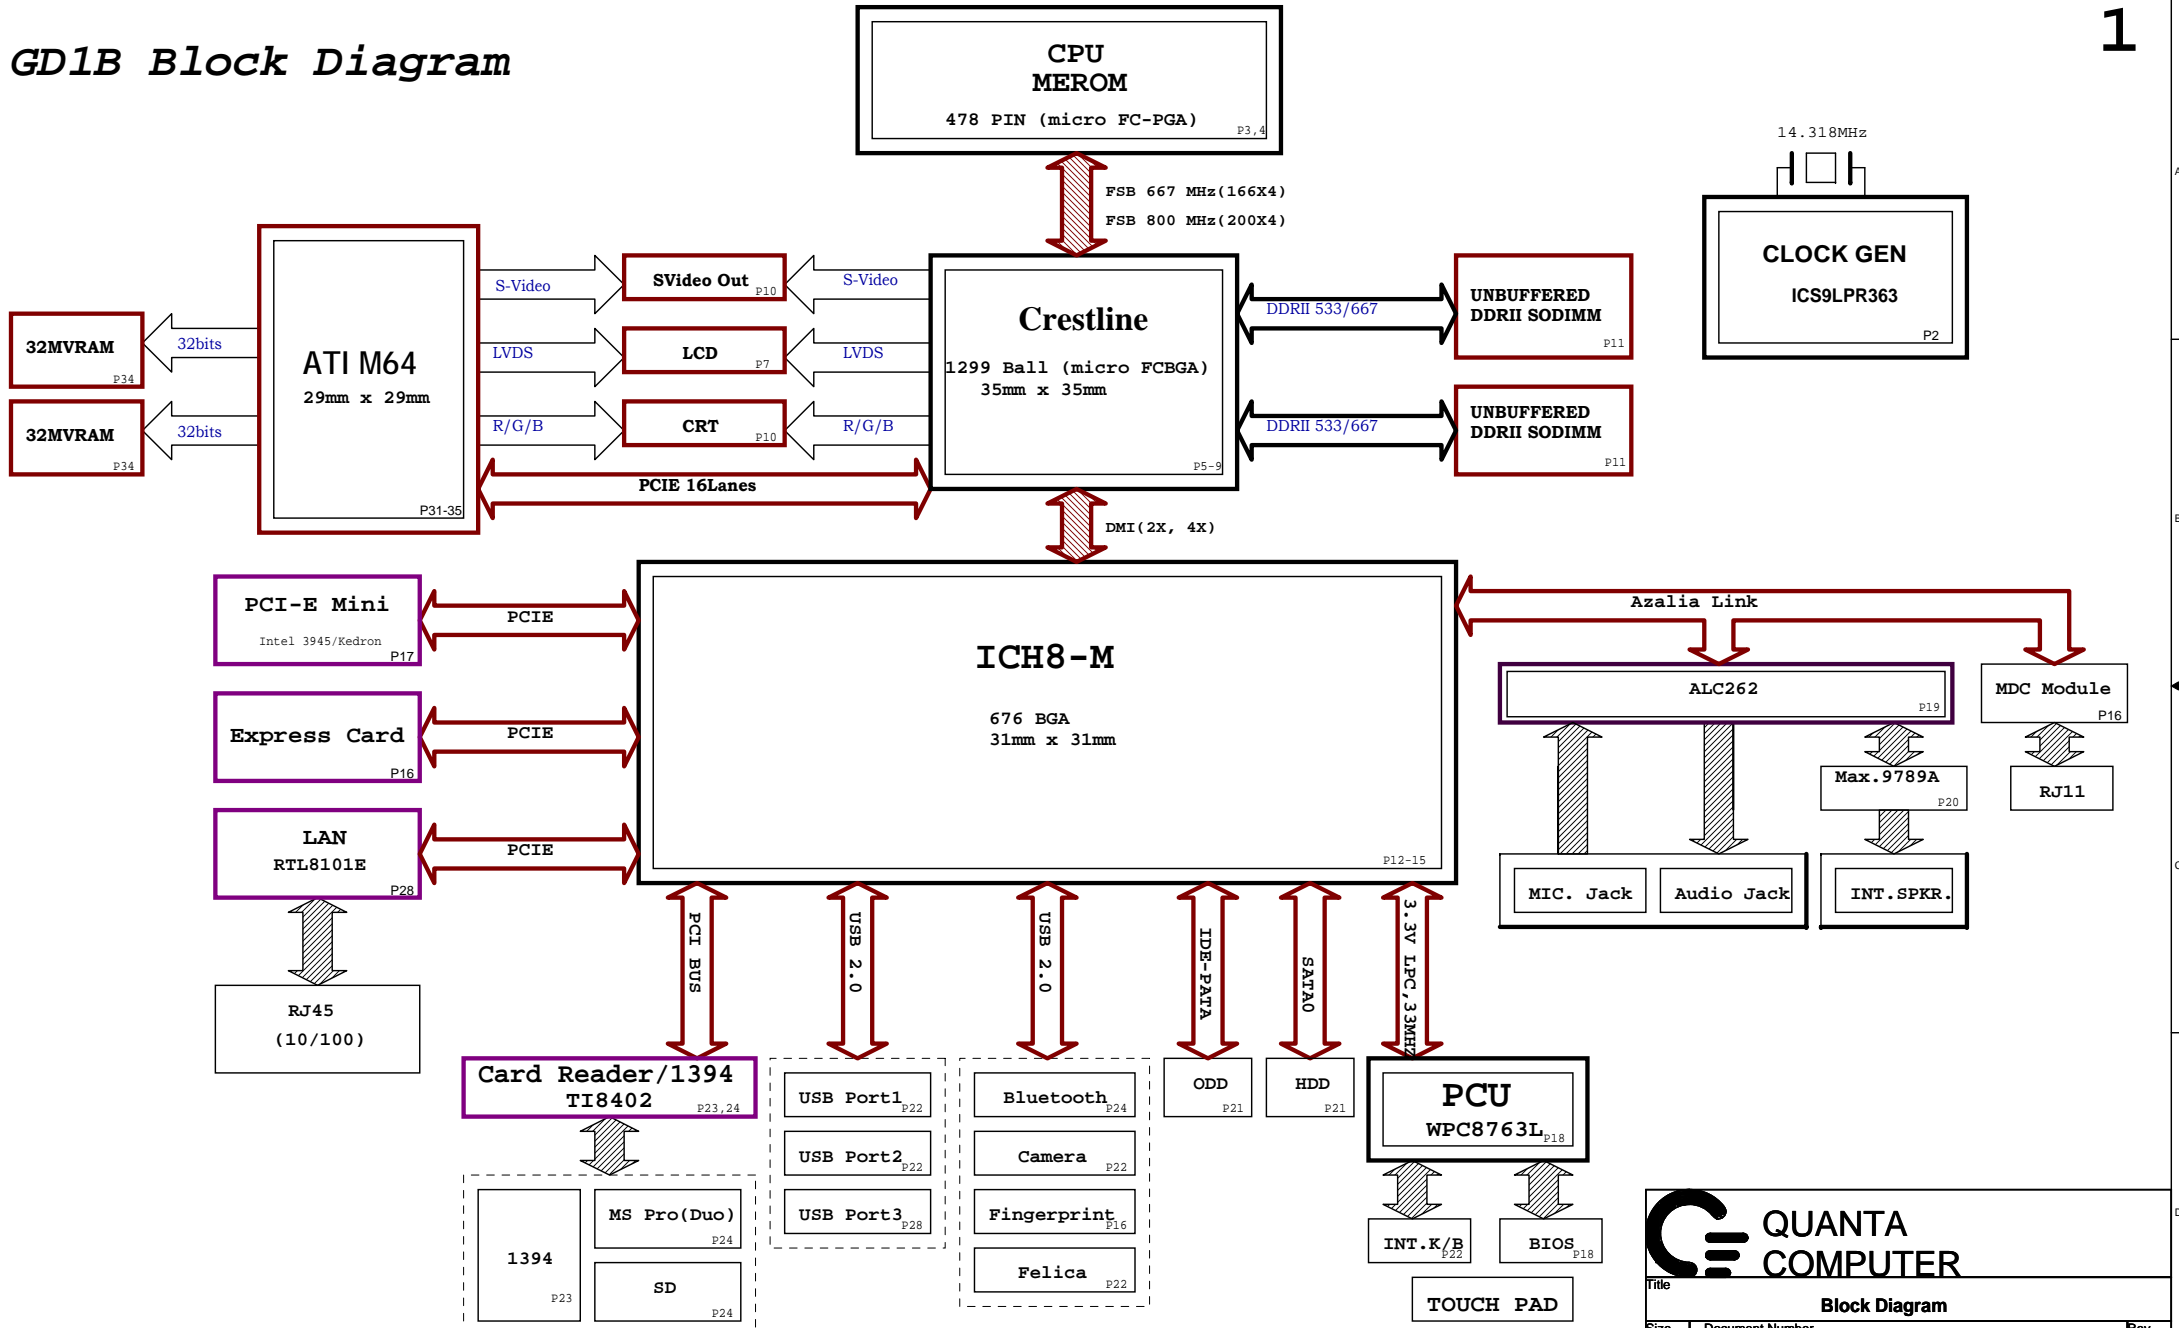 GD1B Block Diagram
1
CPU
MEROM
478 PIN (micro FC-PGA)
P3,4
14.318MHz
FSB 667 MHz(166X4)
FSB 800 MHz(200X4)
CLOCK GEN
ICS9LPR363
P2
ATI M64
29mm x 29mm
P31-35
32MVRAM
P34
32bits
32MVRAM
P34
32bits
S-Video
SVideo Out
P10
S-Video
LVDS
LCD
P7
LVDS
R/G/B
CRT
P10
R/G/B
PCIE 16Lanes
Crestline
1299 Ball (micro FCBGA)
35mm x 35mm
P5-9
DDRII 533/667
UNBUFFERED
DDRII SODIMM
P11
DDRII 533/667
UNBUFFERED
DDRII SODIMM
P11
DMI(2X, 4X)
PCI-E Mini
Intel 3945/Kedron
P17
PCIE
Express Card
P16
PCIE
LAN
RTL8101E
P28
PCIE
RJ45
(10/100)
ICH8-M
676 BGA
31mm x 31mm
P12-15
Azalia Link
ALC262
P19
MDC Module
P16
Max.9789A
P20
RJ11
MIC. Jack
Audio Jack
INT.SPKR.
PCI BUS
USB 2.0
USB 2.0
IDE-PATA
SATA0
3.3V LPC,33MHZ
Card Reader/1394
TI8402
P23,24
1394
P23
MS Pro(Duo)
P24
SD
P24
USB Port1
P22
USB Port2
P22
USB Port3
P28
Bluetooth
P24
Camera
P22
Fingerprint
P16
Felica
P22
ODD
P21
HDD
P21
PCU
WPC8763L
P18
INT.K/B
P22
BIOS
P18
TOUCH PAD
QUANTA
COMPUTER
Title
Block Diagram
Size
Document Number
Rev
A
B
C
D